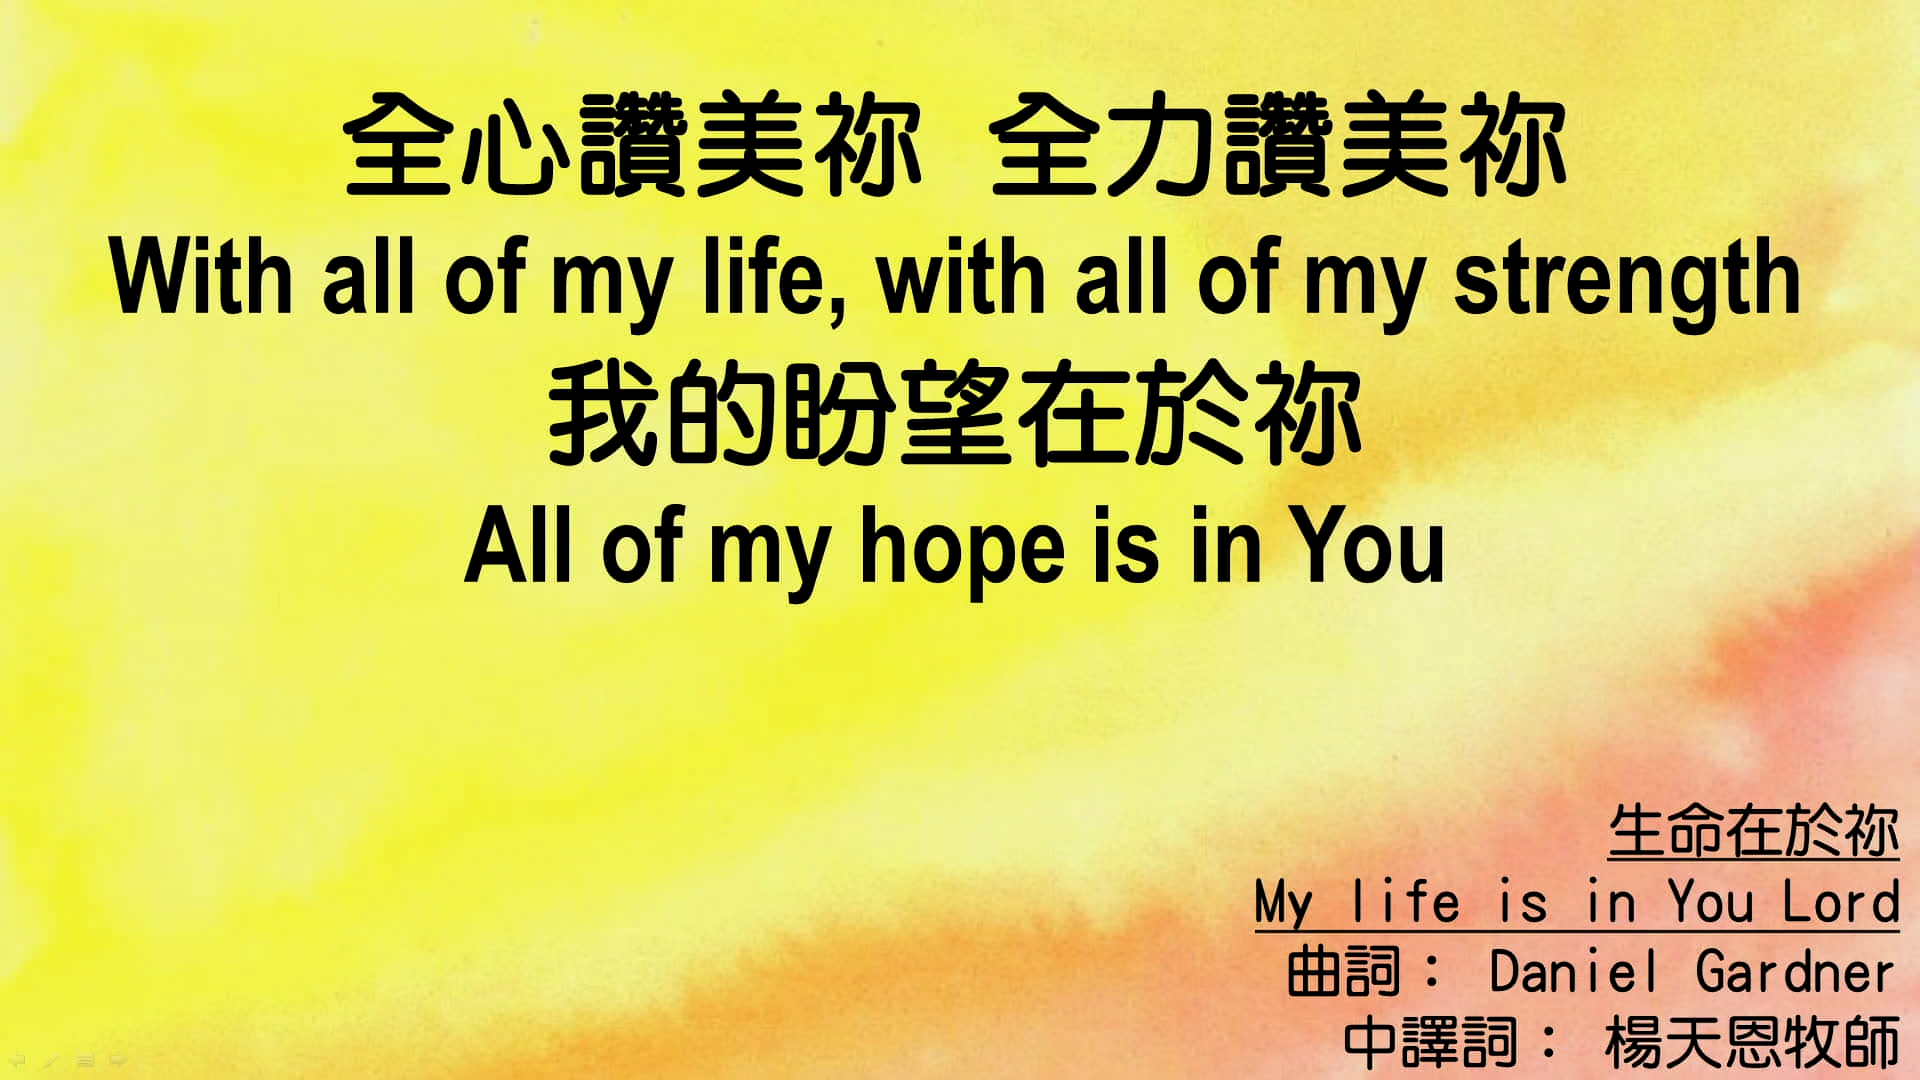 全心讚美祢 全力讚美祢
With all of my life, with all of my strength
我的盼望在於祢
All of my hope is in You
生命在於祢
My life is in You Lord
曲詞： Daniel Gardner
中譯詞： 楊天恩牧師